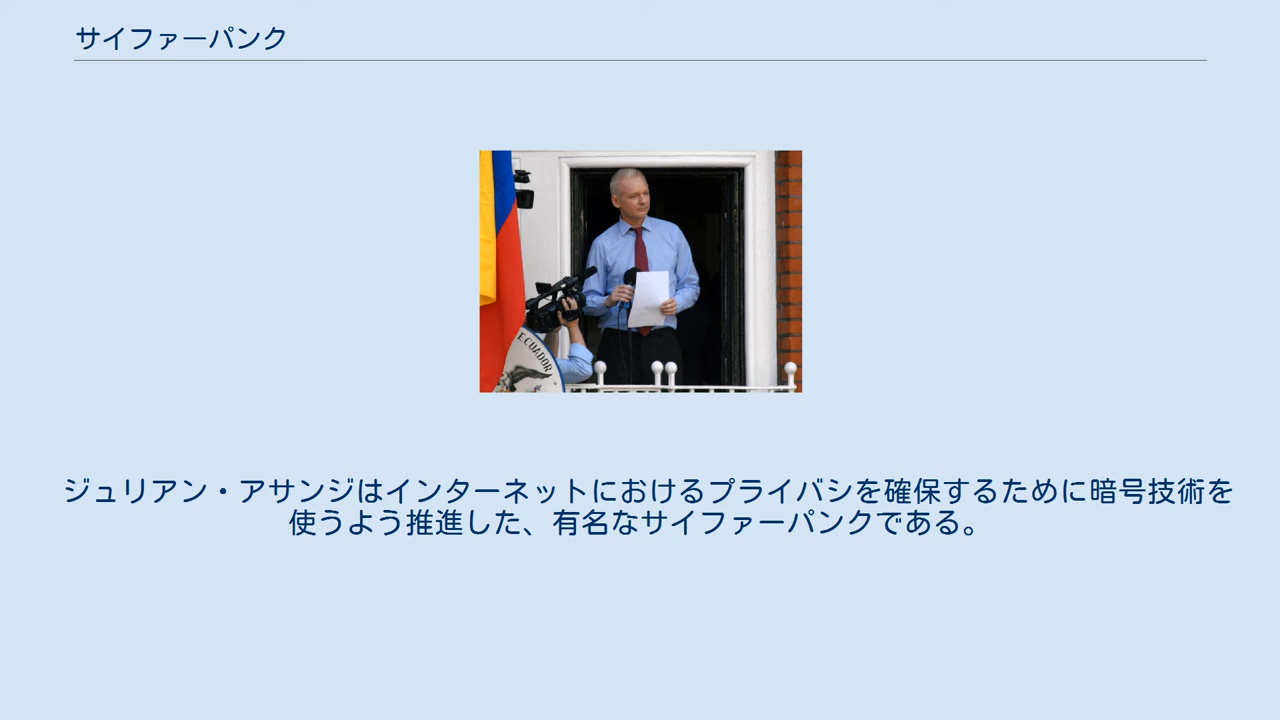 サイファーパンク
ECUADOR
ジュリアン・アサンジはインターネットにおけるプライバシを確保するために暗号技術を
使うよう推進した、有名なサイファーパンクである。